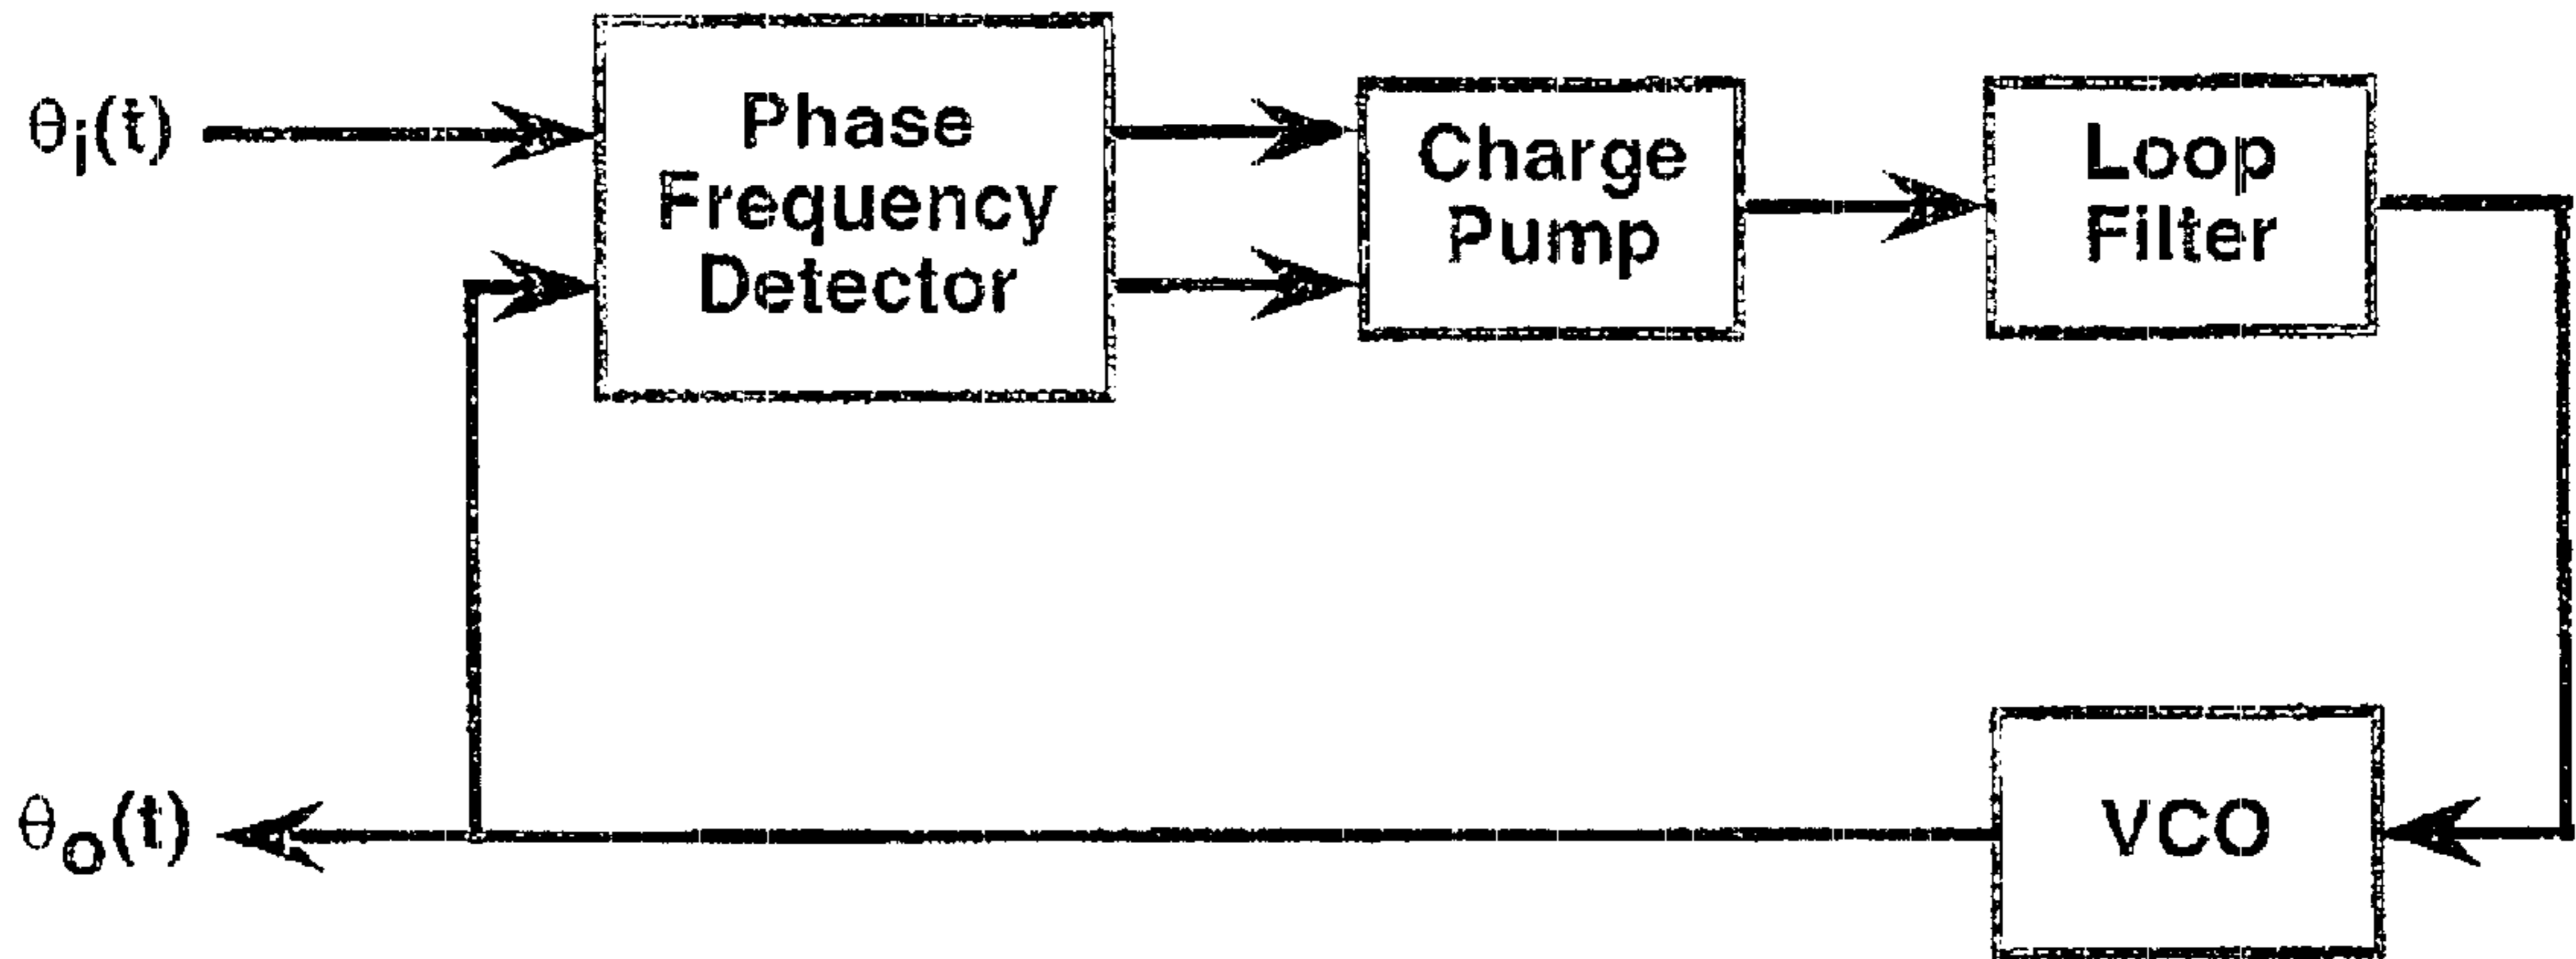 θi(t)
Phase
Frequency
Detector
Charge
Pump
Loop
Filter
θo(t)
VCO